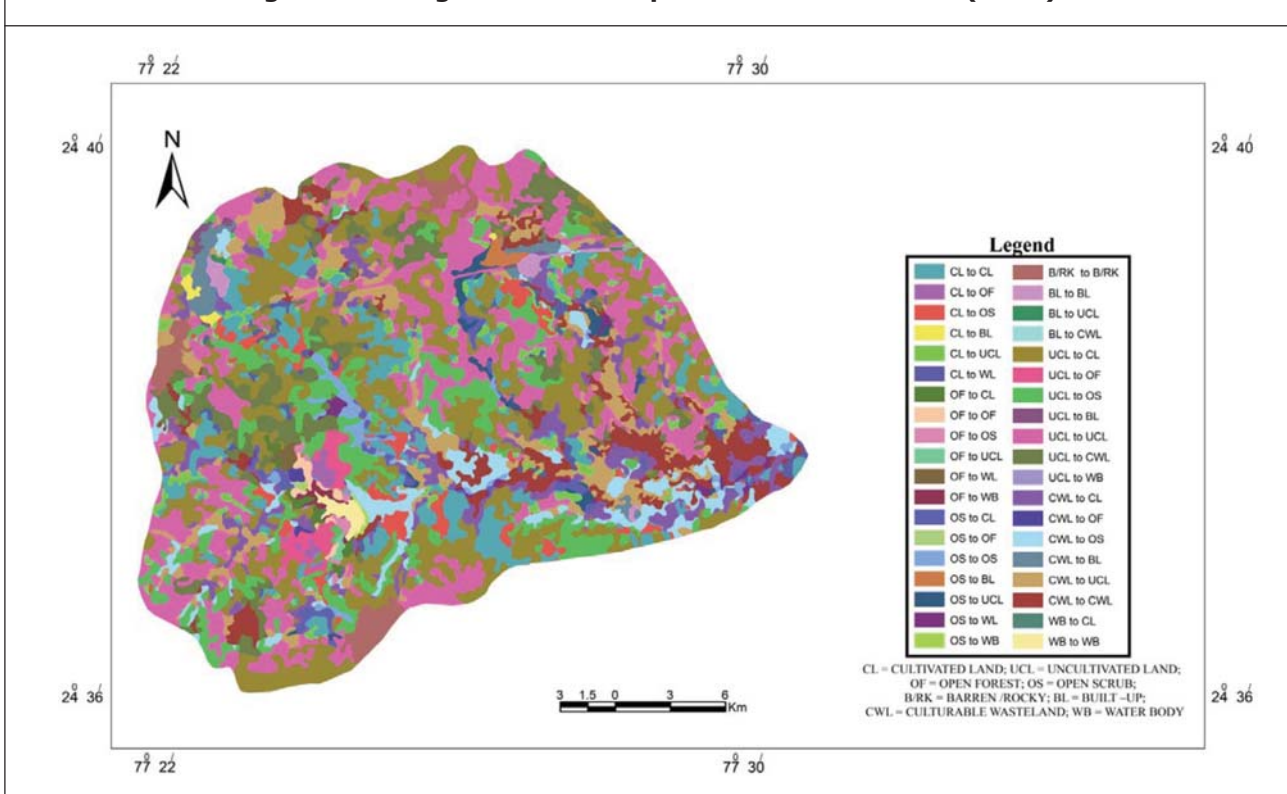 77° 22′ 77° 30′
24° 40′ 24° 40′
N
Legend
CL to CL B/RK to B/RK
CL to OF BL to BL
CL to OS BL to UCL
CL to BL BL to CWL
CL to UCL UCL to CL
CL to WL UCL to OF
OF to CL UCL to OS
OF to OF UCL to BL
OF to OS UCL to UCL
OF to UCL UCL to CWL
OF to WL UCL to WB
OF to WB CWL to CL
OS to CL CWL to OF
OS to OF CWL to OS
OS to OS CWL to BL
OS to BL CWL to UCL
OS to UCL CWL to CWL
OS to WL WB to CL
OS to WB WB to WB
CL = CULTIVATED LAND; UCL = UNCULTIVATED LAND;
OF = OPEN FOREST; OS = OPEN SCRUB;
B/RK = BARREN /ROCKY; BL = BUILT –UP;
CWL = CULTURABLE WASTELAND; WB = WATER BODY
24° 36′ 24° 36′
3 1.5 0 3 6
Km
77° 22′ 77° 30′